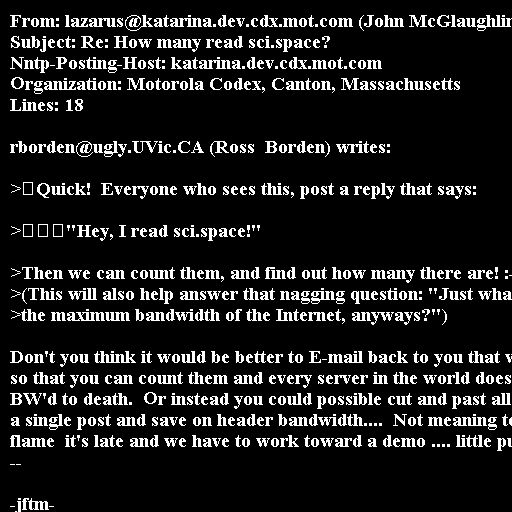 From: lazarus@katarina.dev.cdx.mot.com (John McGlaughlin
Subject: Re: How many read sci.space?
Nntp-Posting-Host: katarina.dev.cdx.mot.com
Organization: Motorola Codex, Canton, Massachusetts
Lines: 18
rborden@ugly.UVic.CA (Ross  Borden) writes:
>Quick!  Everyone who sees this, post a reply that says:
>"Hey, I read sci.space!"
>Then we can count them, and find out how many there are! :-
>(This will also help answer that nagging question: "Just wha
>the maximum bandwidth of the Internet, anyways?")
Don't you think it would be better to E-mail back to you that
so that you can count them and every server in the world does
BW'd to death.  Or instead you could possible cut and past all
a single post and save on header bandwidth....  Not meaning to
flame  it's late and we have to work toward a demo .... little
--
-jftm-